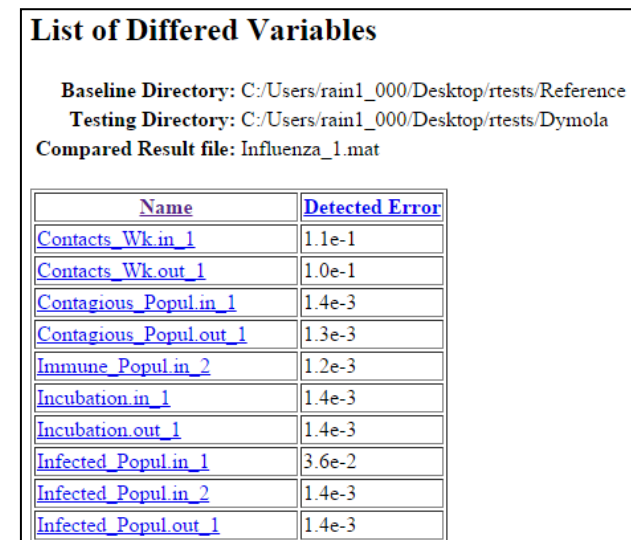 List of Differed Variables
Baseline Directory: C:/Users/rain1_000/Desktop/rtests/Reference
Testing Directory: C:/Users/rain1_000/Desktop/rtests/Dymola
Compared Result file: Influenza_1.mat
Name Detected Error
Contacts_Wk.in_1 1.1e-1
Contacts_Wk.out_1 1.0e-1
Contagious_Popul.in_1 1.4e-3
Contagious_Popul.out_1 1.3e-3
Immune_Popul.in_2 1.2e-3
Incubation.in_1 1.4e-3
Incubation.out_1 1.4e-3
Infected_Popul.in_1 3.6e-2
Infected_Popul.in_2 1.4e-3
Infected_Popul.out_1 1.4e-3